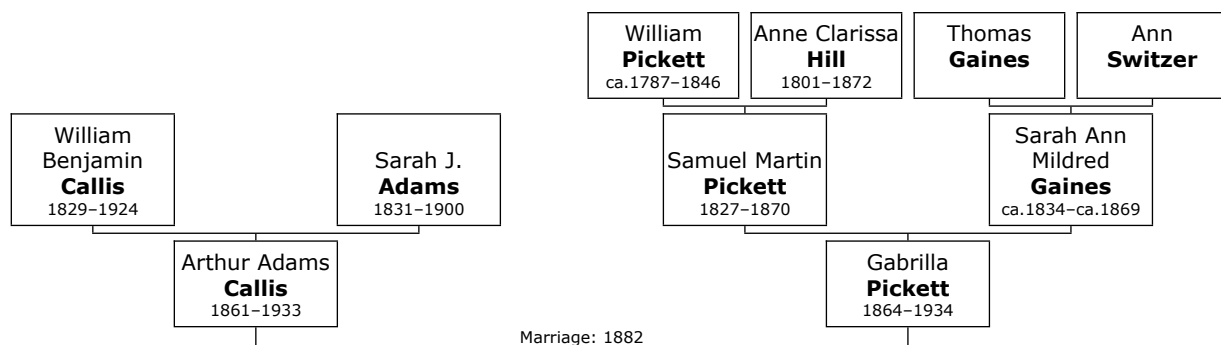 William
Pickett
ca.1787–1846
Anne Clarissa
Hill
1801–1872
Thomas
Gaines
Ann
Switzer
William
Benjamin
Callis
1829–1924
Sarah J.
Adams
1831–1900
Samuel Martin
Pickett
1827–1870
Sarah Ann
Mildred
Gaines
ca.1834–ca.1869
Arthur Adams
Callis
1861–1933
Gabrilla
Pickett
1864–1934
Marriage: 1882